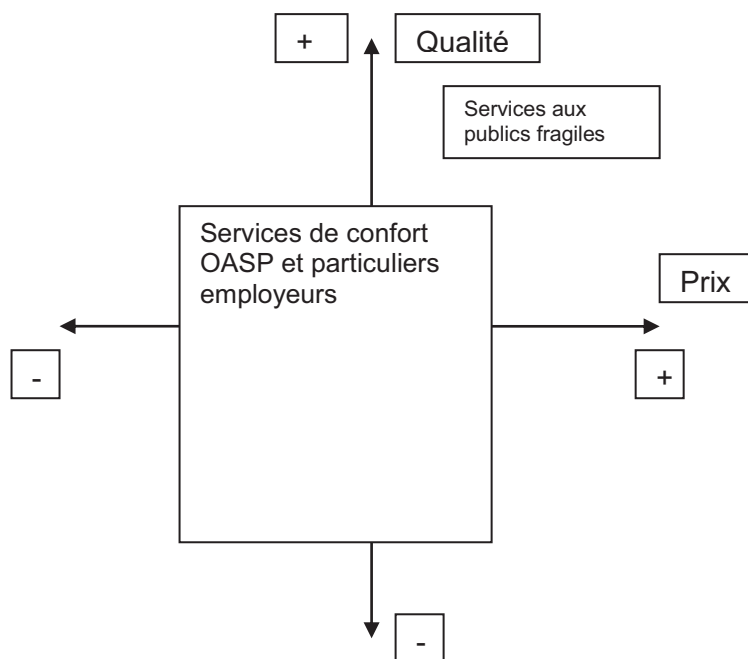 +
Qualité
Services aux
publics fragiles
Services de confort
OASP et particuliers
employeurs
Prix
-
+
-